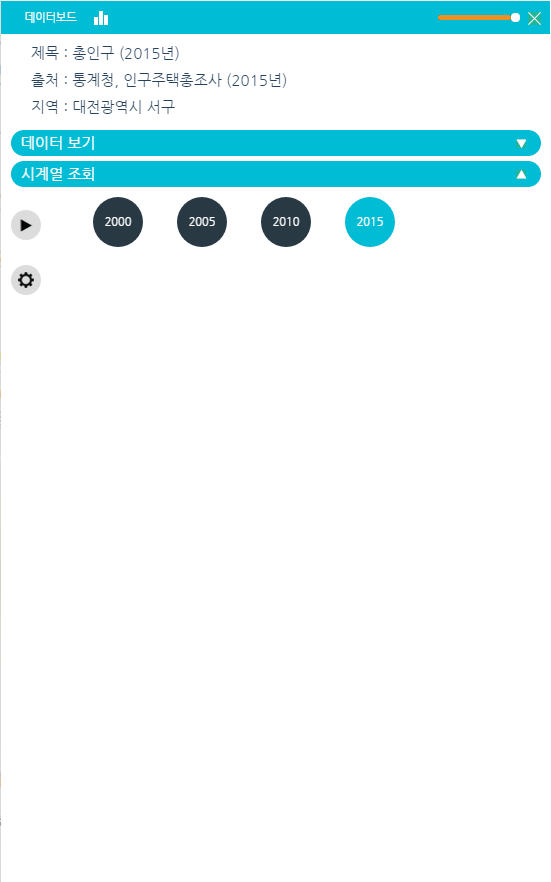 데이터보드
제목 : 총인구 (2015년)
출처 : 통계청, 인구주택총조사 (2015년)
지역 : 대전광역시 서구
데이터 보기 ▼
시계열 조회 ▲
2000 2005 2010 2015